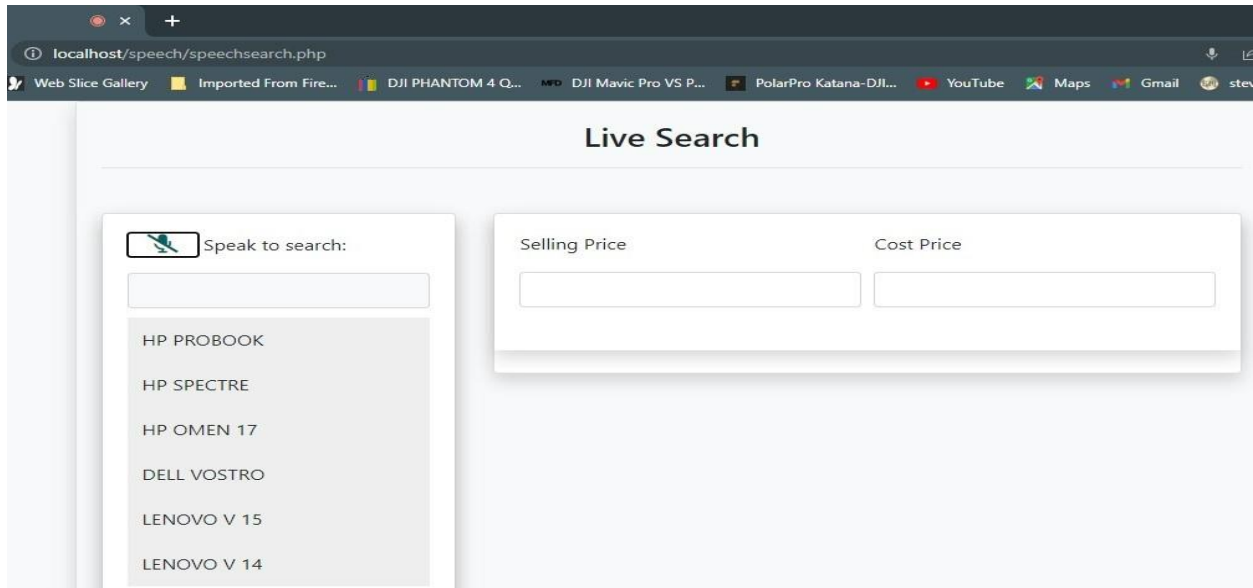 localhost/speech/speechsearch.php
Web Slice Gallery Imported From Fire... DJI PHANTOM 4 Q... MFD DJI Mavic Pro VS P... PolarPro Katana-DJI... YouTube Maps Gmail stev
Live Search
Speak to search:
HP PROBOOK
HP SPECTRE
HP OMEN 17
DELL VOSTRO
LENOVO V 15
LENOVO V 14
Selling Price Cost Price